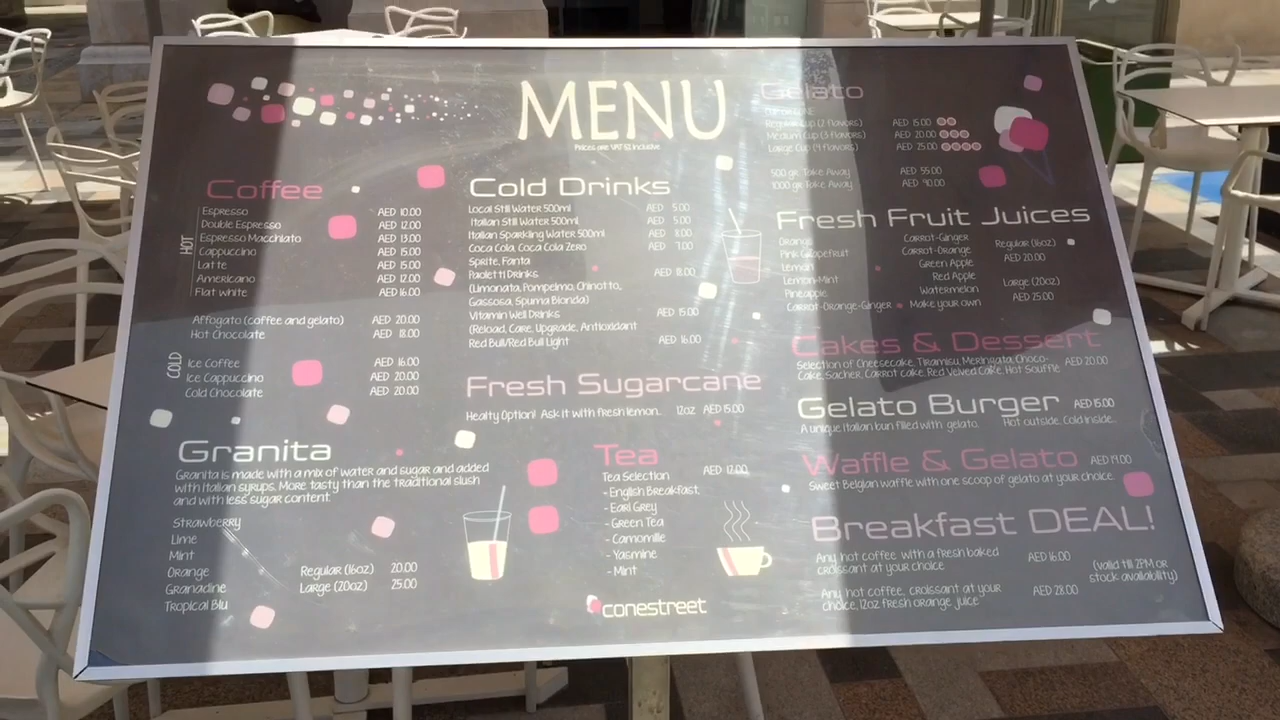 MENU
Prices are VAT 5% Inclusive
Coffee
HOT
Espresso AED 10.00
Double Espresso AED 12.00
Espresso Macchiato AED 13.00
Cappuccino AED 15.00
Latte AED 15.00
Americano AED 12.00
Flat white AED 16.00
Affogato (coffee and gelato) AED 20.00
Hot Chocolate AED 18.00
COLD
Ice Coffee AED 16.00
Ice Cappuccino AED 20.00
Cold Chocolate AED 20.00
Granita
Granita is made with a mix of water and sugar and added
with italian syrups. More tasty than the traditional slush
and with less sugar content.
Strawberry
Lime
Mint
Orange
Granadine
Tropical Blu
Regular (16oz) 20.00
Large (20oz) 25.00
Cold Drinks
Local Still Water 500ml AED 5.00
Italian Still Water 500ml AED 5.00
Italian Sparkling Water 500ml AED 8.00
Coca Cola, Coca Cola Zero AED 7.00
Sprite, Fanta
Paoletti Drinks AED 18.00
(Limonata, Pompelmo, Chinotto,
Gassosa, Spuma Bionda)
Vitamin Well Drinks AED 15.00
(Reload, Care, Upgrade, Antioxidant
Red Bull/Red Bull Light AED 16.00
Fresh Sugarcane
Healty Option! Ask it with fresh lemon. 12oz AED 15.00
Tea
Tea Selection AED 12.00
- English Breakfast
- Earl Grey
- Green Tea
- Camomille
- Yasmine
- Mint
conestreet
Gelato
Regular Cup (2 flavors) AED 15.00
Medium Cup (3 flavors) AED 20.00
Large Cup (4 flavors) AED 25.00
500 gr. Take Away AED 55.00
1000 gr Take Away AED 90.00
Fresh Fruit Juices
Orange
Pink Grapefruit
Lemon
Lemon-Mint
Pineapple
Carrot-Orange-Ginger
Carrot-Ginger
Carrot-Orange
Green Apple
Red Apple
Watermelon
Make your own
Regular (16oz)
AED 20.00
Large (20oz)
AED 25.00
Cakes & Dessert
Selection of Cheesecake, Tiramisu, Meringata, Choco- AED 20.00
Cake, Sacher, Carrot cake, Red Velved Cake, Hot Soufflè
Gelato Burger AED 15.00
A unique Italian bun filled with gelato. Hot outside, Cold inside.
Waffle & Gelato AED 19.00
Sweet Belgian waffle with one scoop of gelato at your choice.
Breakfast DEAL!
Any hot coffee with a fresh baked
croissant at your choice AED 16.00
Any hot coffee, croissant at your
choice, 12oz fresh orange juice AED 28.00
(valid till 2PM or
stock availability)